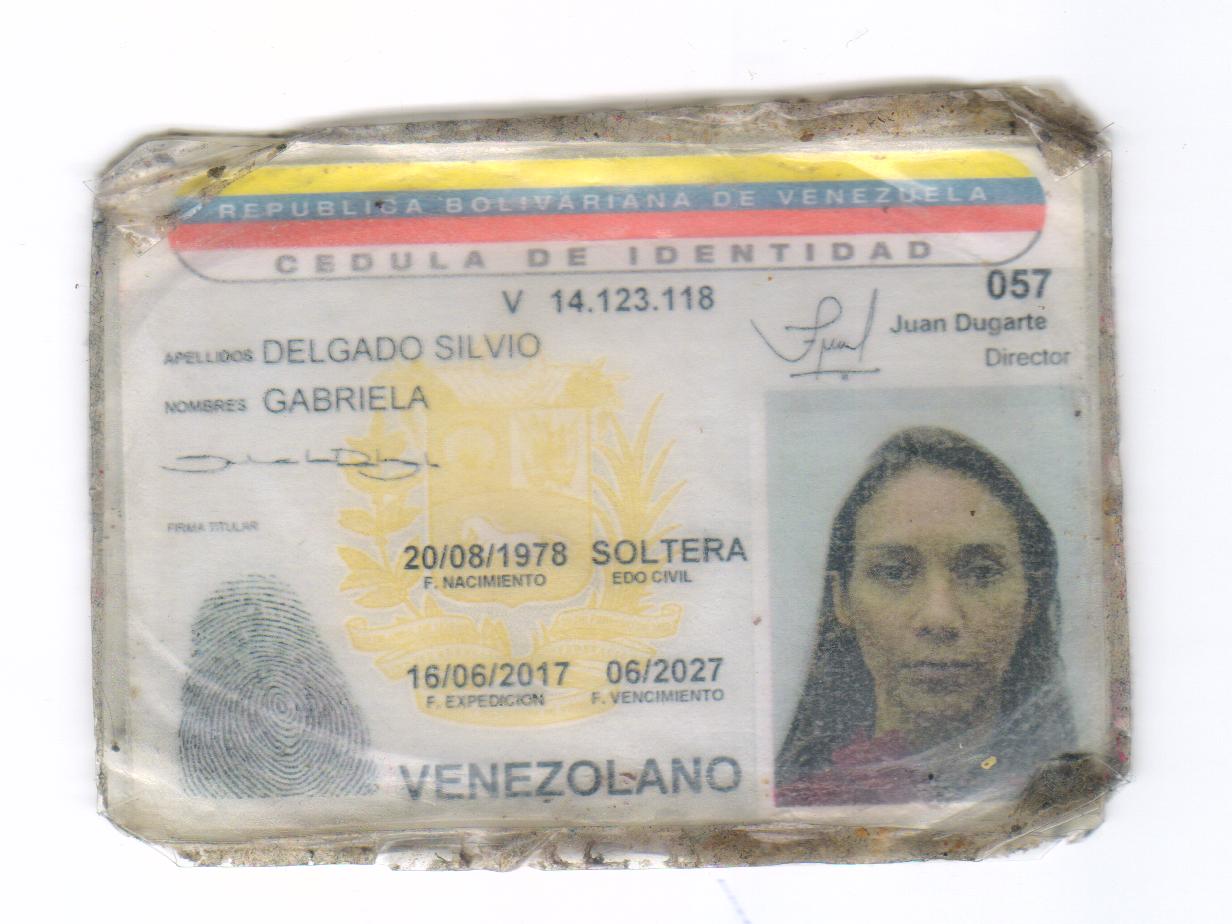 REPUBLICA BOLIVARIANA DE VENEZUELA
CEDULA DE IDENTIDAD
V 14.123.118
057
Juan Dugarte
Director
APELLIDOS DELGADO SILVIO
NOMBRES GABRIELA
FIRMA TITULAR
20/08/1978 SOLTERA
F. NACIMIENTO EDO CIVIL
16/06/2017 06/2027
F. EXPEDICION F. VENCIMIENTO
VENEZOLANO